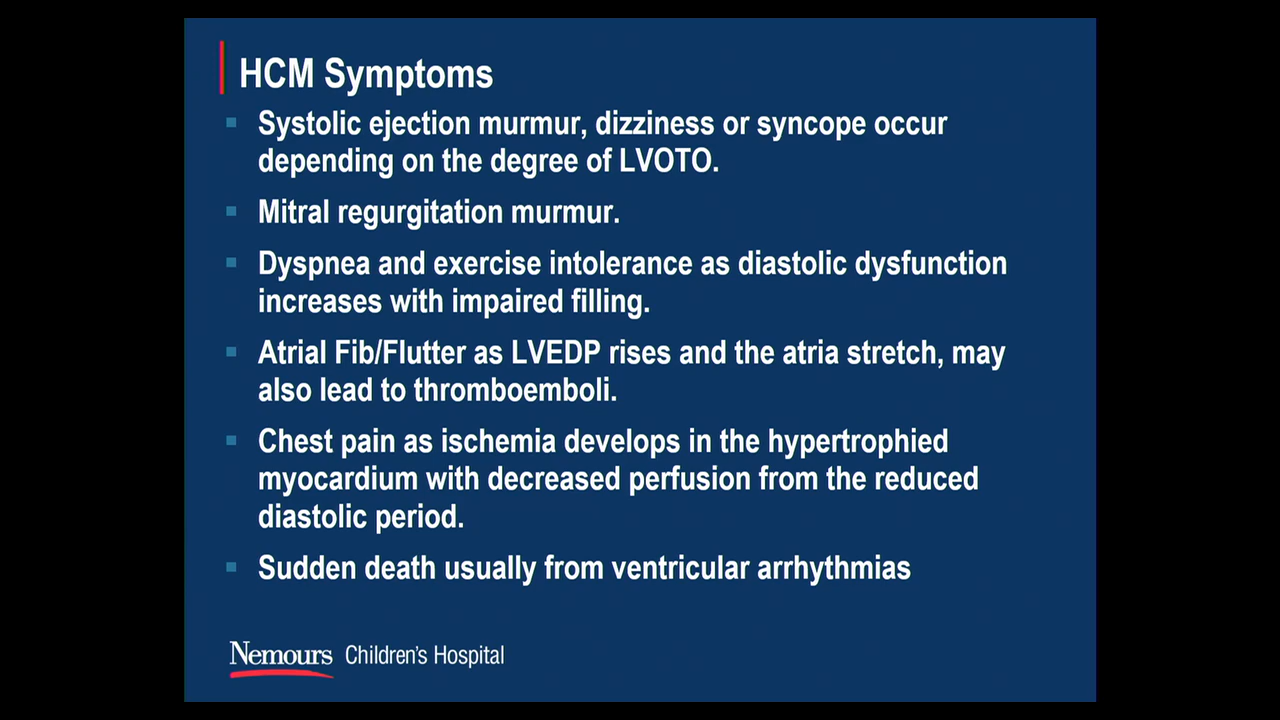 HCM Symptoms
Systolic ejection murmur, dizziness or syncope occur
depending on the degree of LVOTO.
Mitral regurgitation murmur.
Dyspnea and exercise intolerance as diastolic dysfunction
increases with impaired filling.
Atrial Fib/Flutter as LVEDP rises and the atria stretch, may
also lead to thromboemboli.
Chest pain as ischemia develops in the hypertrophied
myocardium with decreased perfusion from the reduced
diastolic period.
Sudden death usually from ventricular arrhythmias
Nemours Children's Hospital